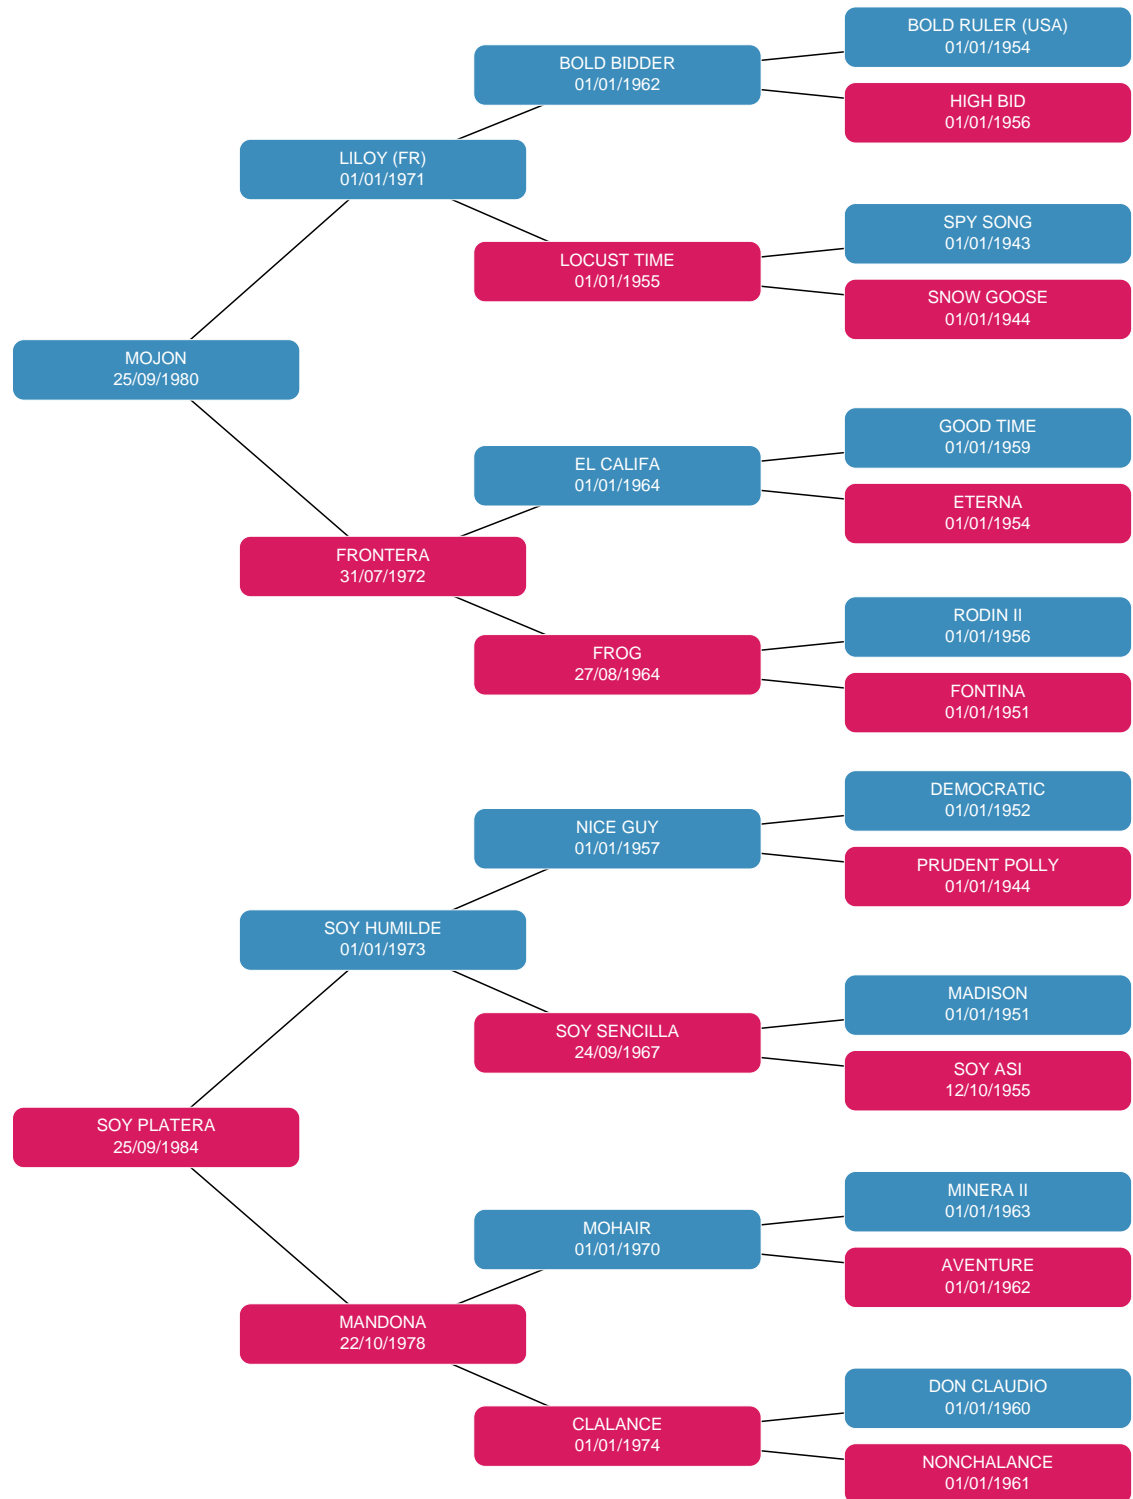 BOLD RULER (USA)
01/01/1954
BOLD BIDDER
01/01/1962
HIGH BID
01/01/1956
LILOY (FR)
01/01/1971
SPY SONG
01/01/1943
LOCUST TIME
01/01/1955
SNOW GOOSE
01/01/1944
MOJON
25/09/1980
GOOD TIME
01/01/1959
EL CALIFA
01/01/1964
ETERNA
01/01/1954
FRONTERA
31/07/1972
RODIN II
01/01/1956
FROG
27/08/1964
FONTINA
01/01/1951
DEMOCRATIC
01/01/1952
NICE GUY
01/01/1957
PRUDENT POLLY
01/01/1944
SOY HUMILDE
01/01/1973
MADISON
01/01/1951
SOY SENCILLA
24/09/1967
SOY ASI
12/10/1955
SOY PLATERA
25/09/1984
MINERA II
01/01/1963
MOHAIR
01/01/1970
AVENTURE
01/01/1962
MANDONA
22/10/1978
DON CLAUDIO
01/01/1960
CLALANCE
01/01/1974
NONCHALANCE
01/01/1961